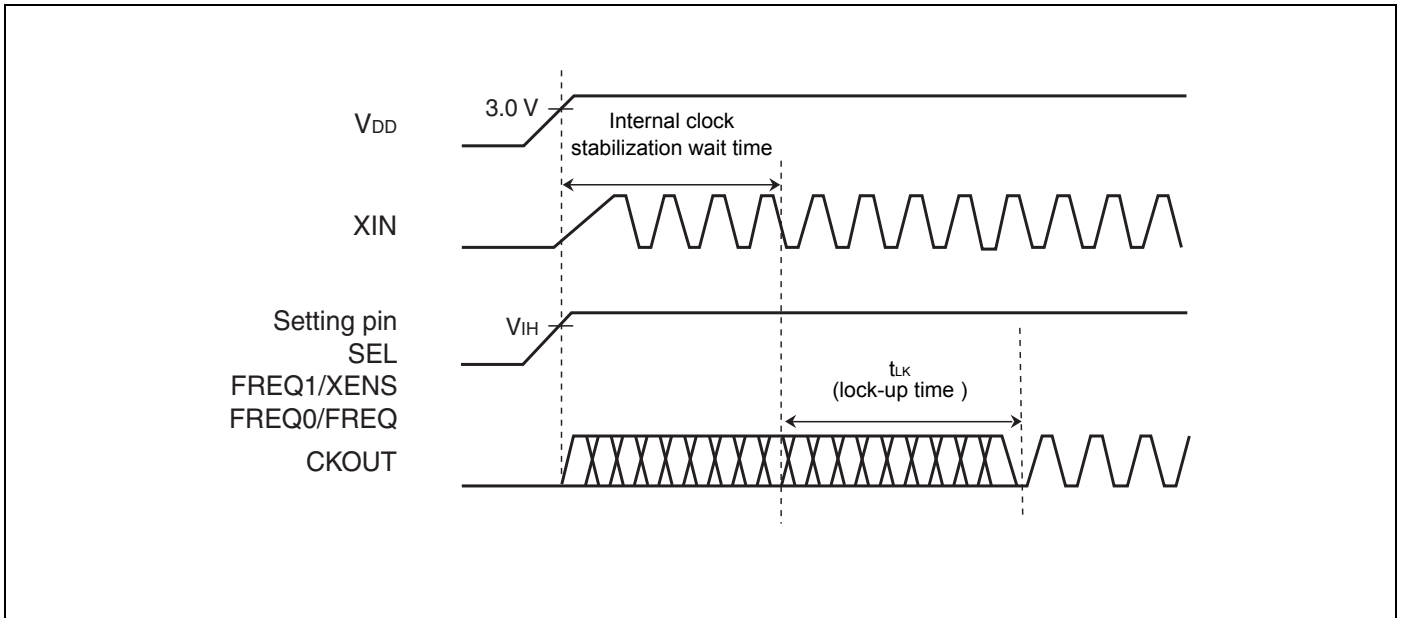 VDD
3.0 V
Internal clock
stabilization wait time
XIN
Setting pin
SEL
FREQ1/XENS
FREQ0/FREQ
VIH
tLK
(lock-up time )
CKOUT